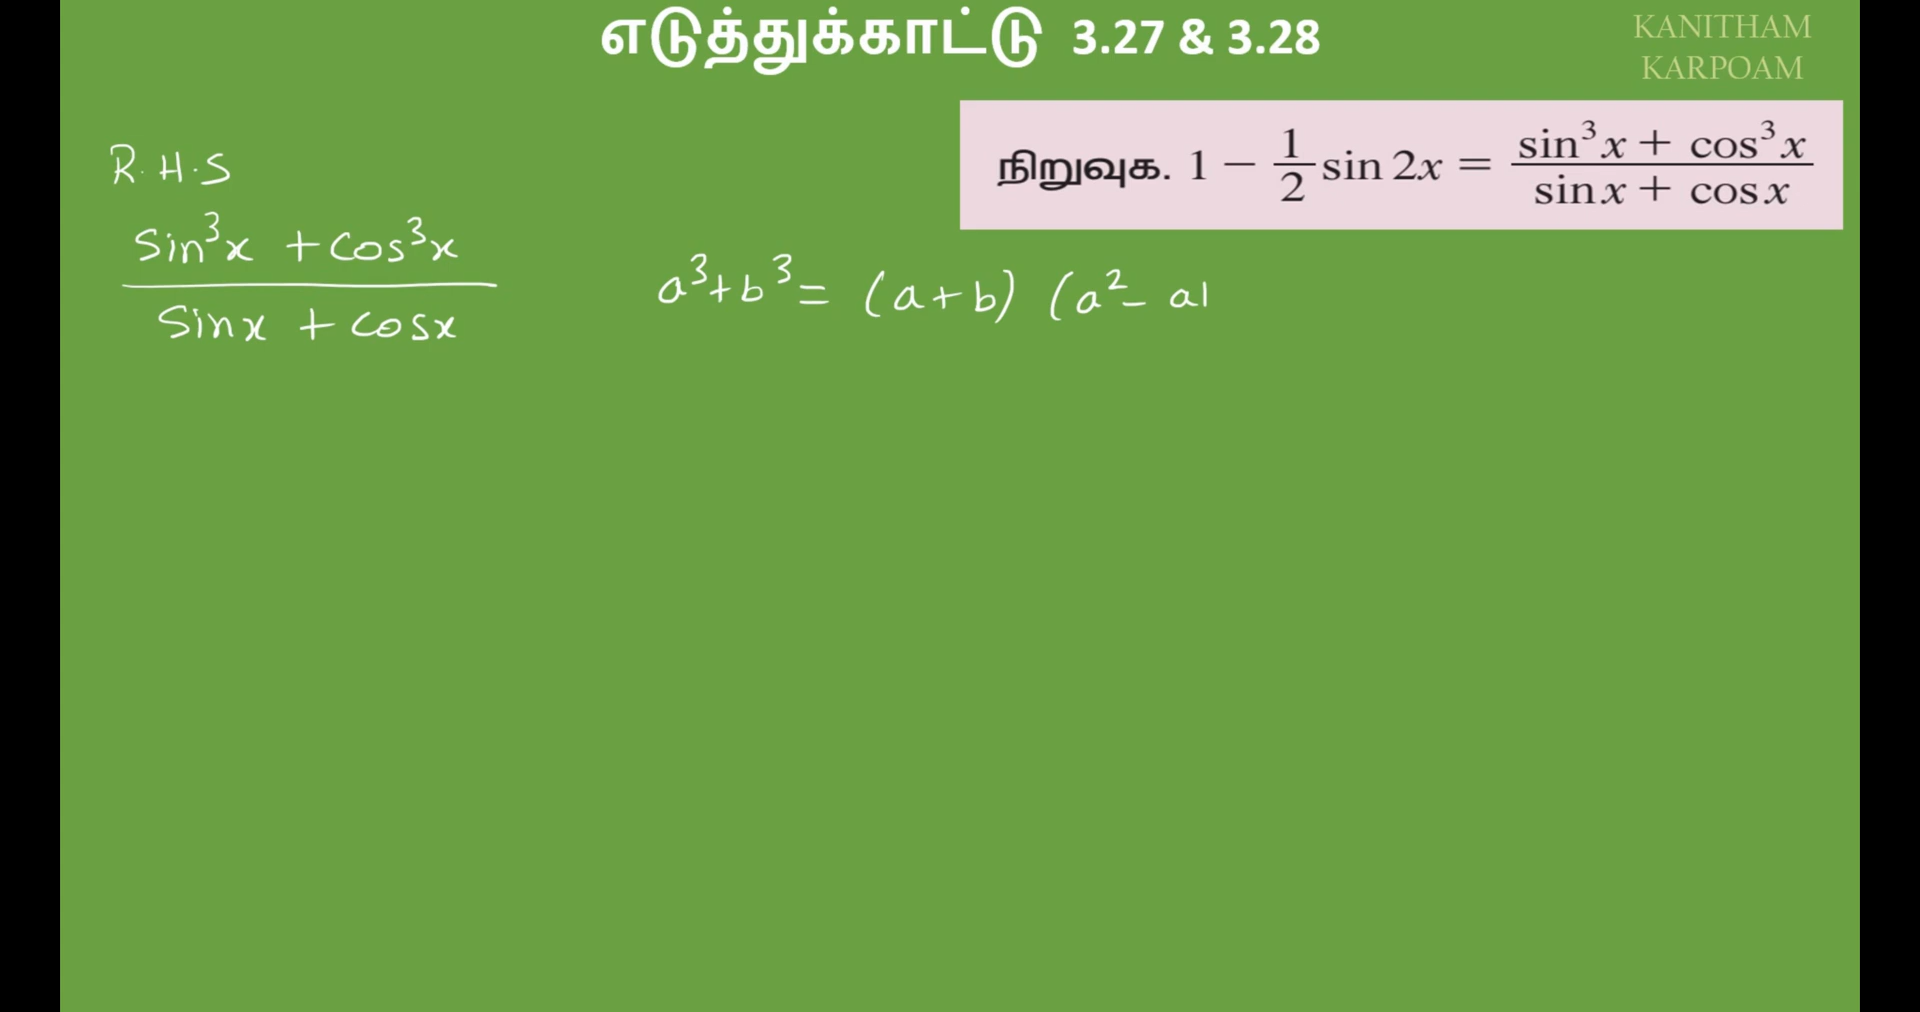 எடுத்துக்காட்டு 3.27 & 3.28
KANITHAM
KARPOAM
நிறுவுக. 1 − 1/2 sin 2x = (sin³x + cos³x)/(sin x + cos x)
R.H.S
sin³x + cos³x
sinx + cosx
a³+b³= (a+b) (a²− al